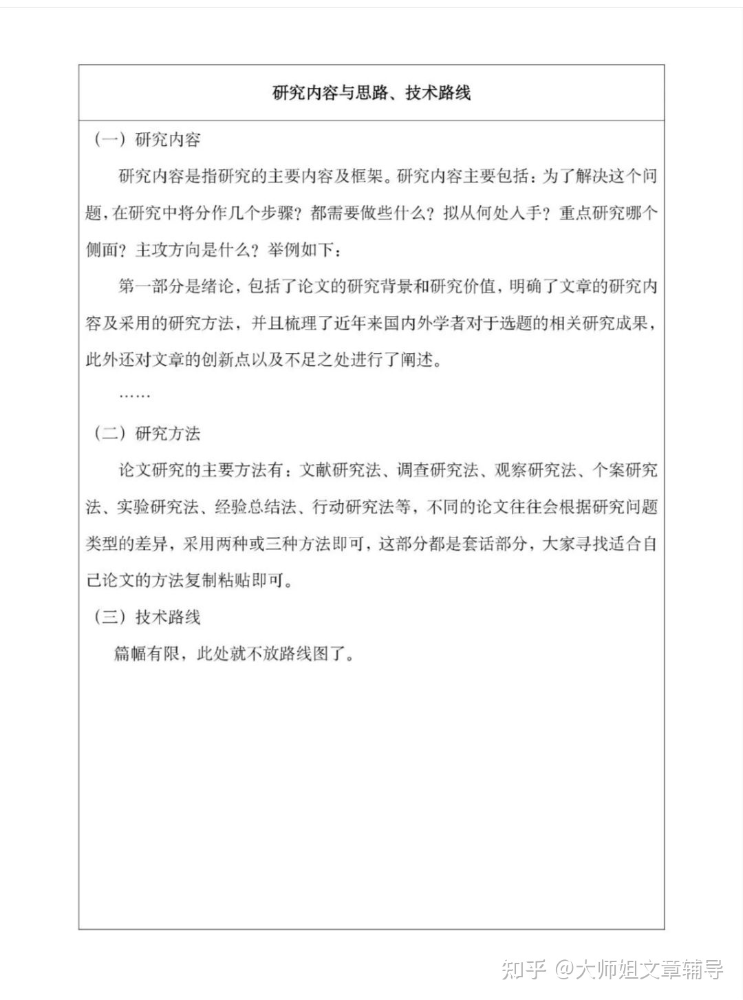 研究内容与思路、技术路线
（一）研究内容
研究内容是指研究的主要内容及框架。研究内容主要包括：为了解决这个问
题，在研究中将分作几个步骤？都需要做些什么？拟从何处入手？重点研究哪个
侧面？主攻方向是什么？举例如下：
第一部分是绪论，包括了论文的研究背景和研究价值，明确了文章的研究内
容及采用的研究方法，并且梳理了近年来国内外学者对于选题的相关研究成果，
此外还对文章的创新点以及不足之处进行了阐述。
……
（二）研究方法
论文研究的主要方法有：文献研究法、调查研究法、观察研究法、个案研究
法、实验研究法、经验总结法、行动研究法等，不同的论文往往会根据研究问题
类型的差异，采用两种或三种方法即可，这部分都是套话部分，大家寻找适合自
己论文的方法复制粘贴即可。
（三）技术路线
篇幅有限，此处就不放路线图了。
知乎 @大师姐文章辅导